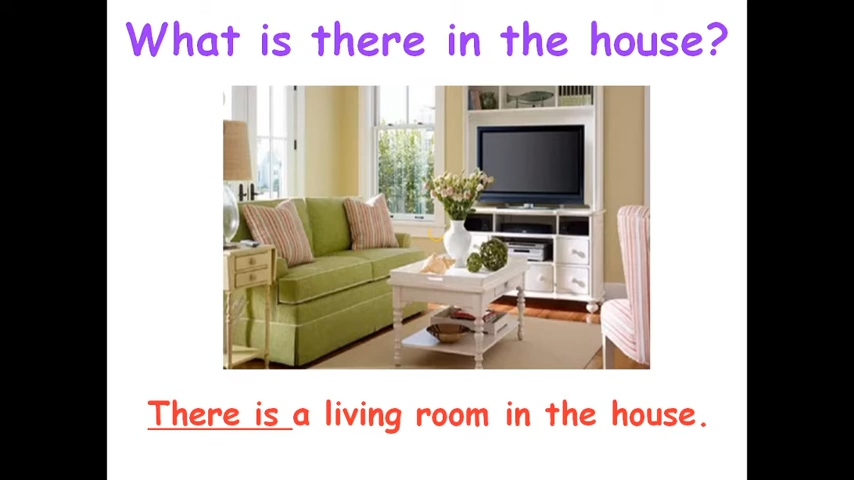 What is there in the house?
There is a living room in the house.